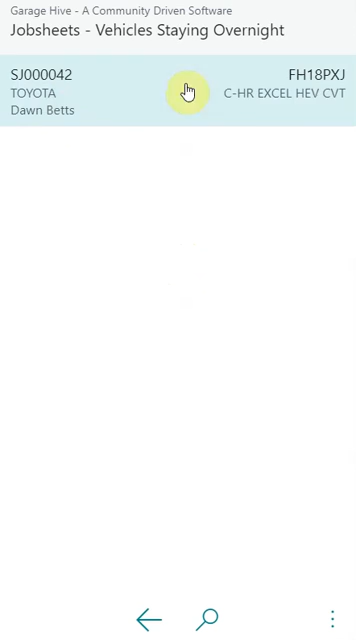 Garage Hive - A Community Driven Software
Jobsheets - Vehicles Staying Overnight
SJ000042 FH18PXJ
TOYOTA C-HR EXCEL HEV CVT
Dawn Betts